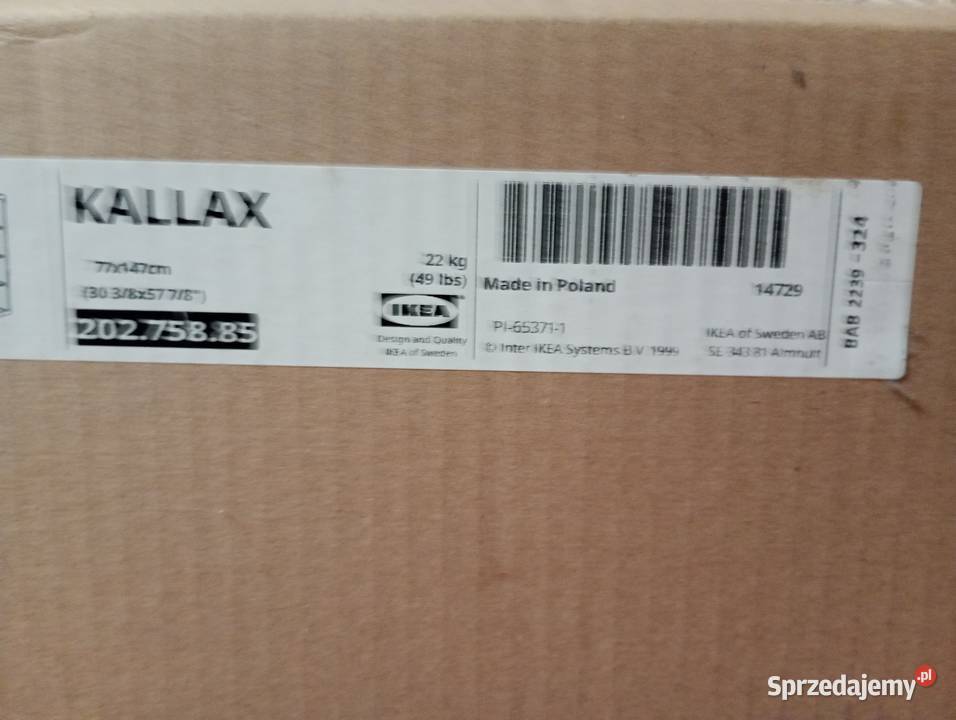 KALLAX
77x147cm
(30 3/8x57 7/8")
202.758.85
22 kg
(49 lbs)
IKEA
Design and Quality
IKEA of Sweden
Made in Poland
14729
PI-65371-1
© Inter IKEA Systems B.V. 1999
IKEA of Sweden AB
SE-343 81 Älmhult
BAB 2239 -324
Sprzedajemy.pl